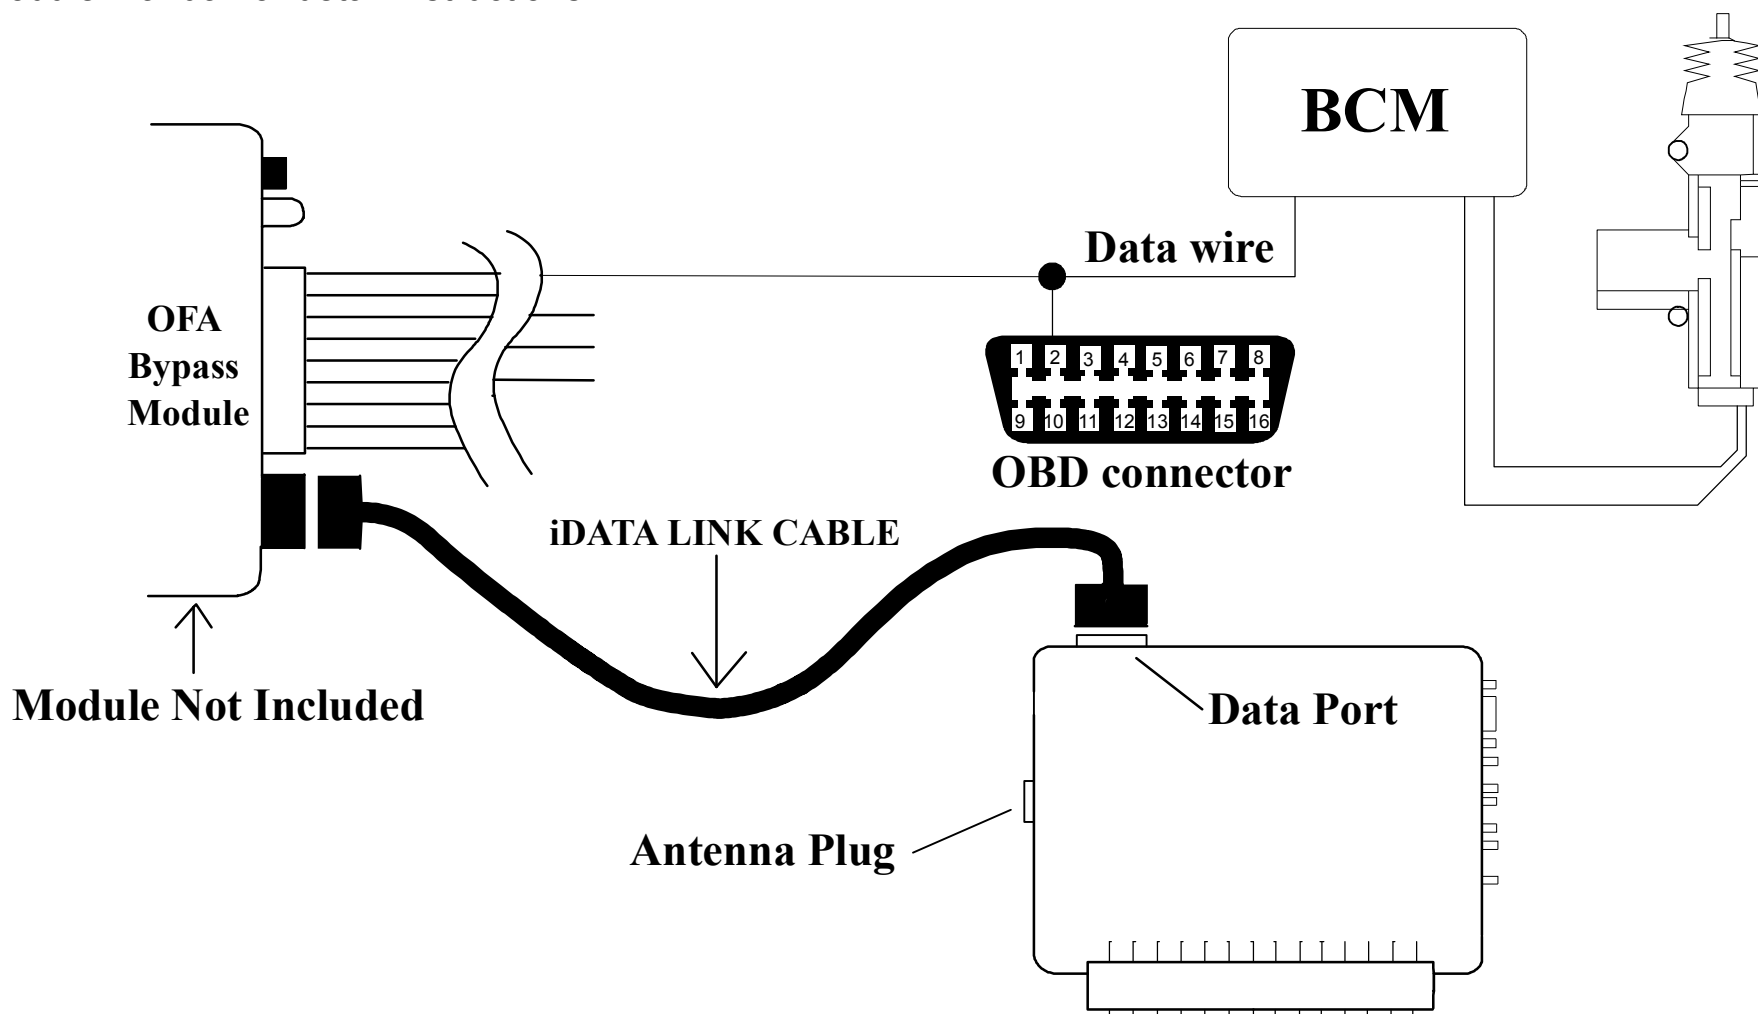 BCM
Data wire
OFA
Bypass
Module
1 2 3 4 5 6 7 8
9 10 11 12 13 14 15 16
OBD connector
iDATA LINK CABLE
Module Not Included
Data Port
Antenna Plug